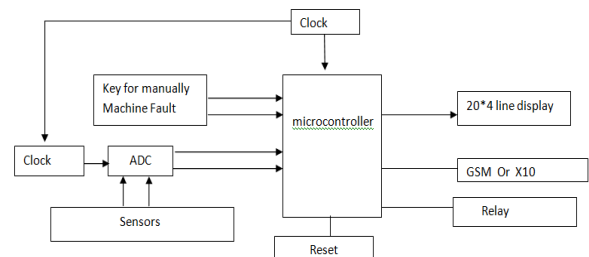 Clock
Key for manually
Machine Fault
microcontroller
20*4 line display
Clock
ADC
GSM Or X10
Sensors
Relay
Reset